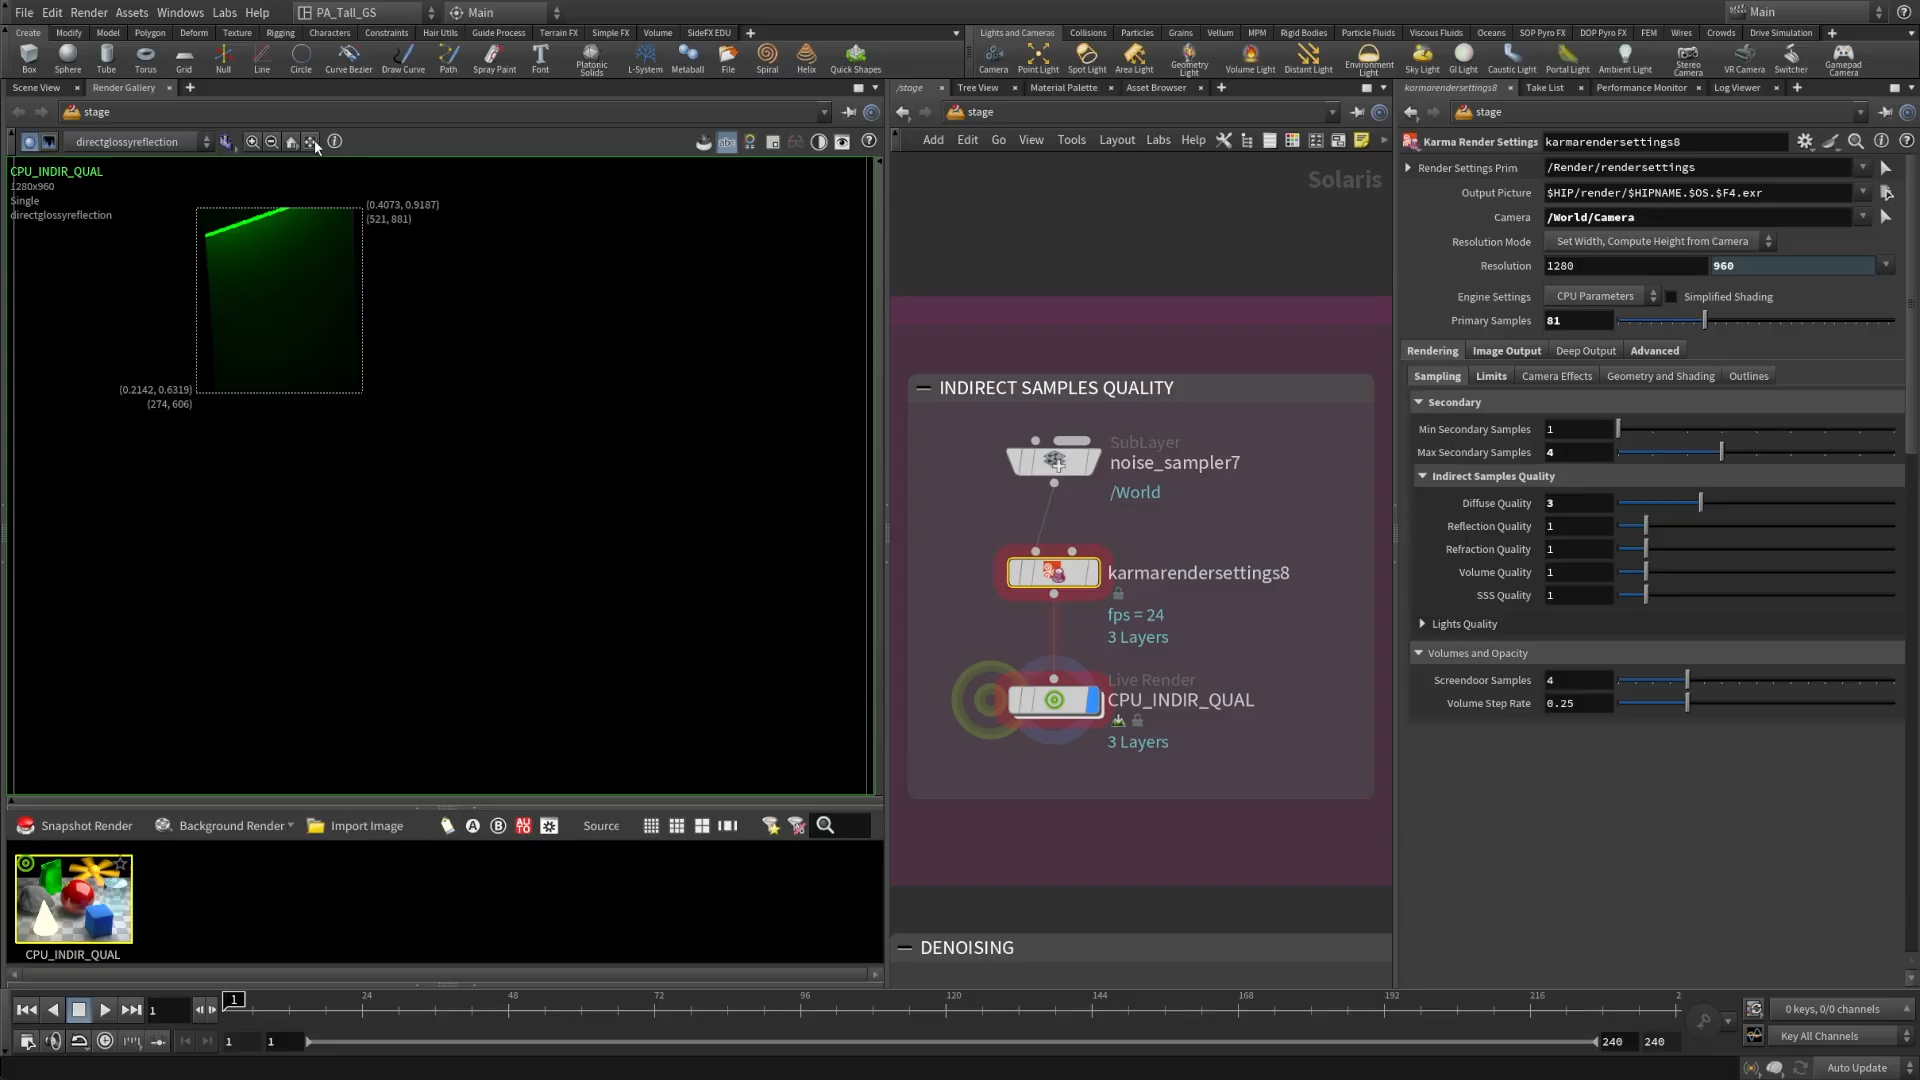 File Edit Render Assets Windows Labs Help PA_Tall_GS Main Main
Create Modify Model Polygon Deform Texture Rigging Characters Constraints Hair Utils Guide Process Terrain FX Simple FX Volume SideFX EDU
Lights and Cameras Collisions Particles Grains Vellum MPM Rigid Bodies Particle Fluids Viscous Fluids Oceans SOP Pyro FX DOP Pyro FX FEM Wires Crowds Drive Simulation
Box Sphere Tube Torus Grid Null Line Circle Curve Bezier Draw Curve Path Spray Paint Font Platonic Solids L-System Metaball File Spiral Helix Quick Shapes
Camera Point Light Spot Light Area Light Geometry Light Volume Light Distant Light Environment Light Sky Light GI Light Caustic Light Portal Light Ambient Light Stereo Camera VR Camera Switcher Gamepad Camera
Scene View Render Gallery
stage
directglossyreflection
CPU_INDIR_QUAL
1280x960
Single
directglossyreflection
(0.4073, 0.9187)
(521, 881)
(0.2142, 0.6319)
(274, 606)
Snapshot Render Background Render Import Image A B AUTO Source
CPU_INDIR_QUAL
/stage Tree View Material Palette Asset Browser
stage
Add Edit Go View Tools Layout Labs Help
abc
Solaris
INDIRECT SAMPLES QUALITY
SubLayer
noise_sampler7
/World
karmarendersettings8
fps = 24
3 Layers
Live Render
CPU_INDIR_QUAL
3 Layers
DENOISING
karmarendersettings8 Take List Performance Monitor Log Viewer
stage
Karma Render Settings karmarendersettings8
Render Settings Prim /Render/rendersettings
Output Picture $HIP/render/$HIPNAME.$OS.$F4.exr
Camera /World/Camera
Resolution Mode Set Width, Compute Height from Camera
Resolution 1280 960
Engine Settings CPU Parameters Simplified Shading
Primary Samples 81
Rendering Image Output Deep Output Advanced
Sampling Limits Camera Effects Geometry and Shading Outlines
Secondary
Min Secondary Samples 1
Max Secondary Samples 4
Indirect Samples Quality
Diffuse Quality 3
Reflection Quality 1
Refraction Quality 1
Volume Quality 1
SSS Quality 1
Lights Quality
Volumes and Opacity
Screendoor Samples 4
Volume Step Rate 0.25
1 1 24 48 72 96 120 144 168 192 216 2
0 keys, 0/0 channels
1 1 240 240
Key All Channels
Auto Update